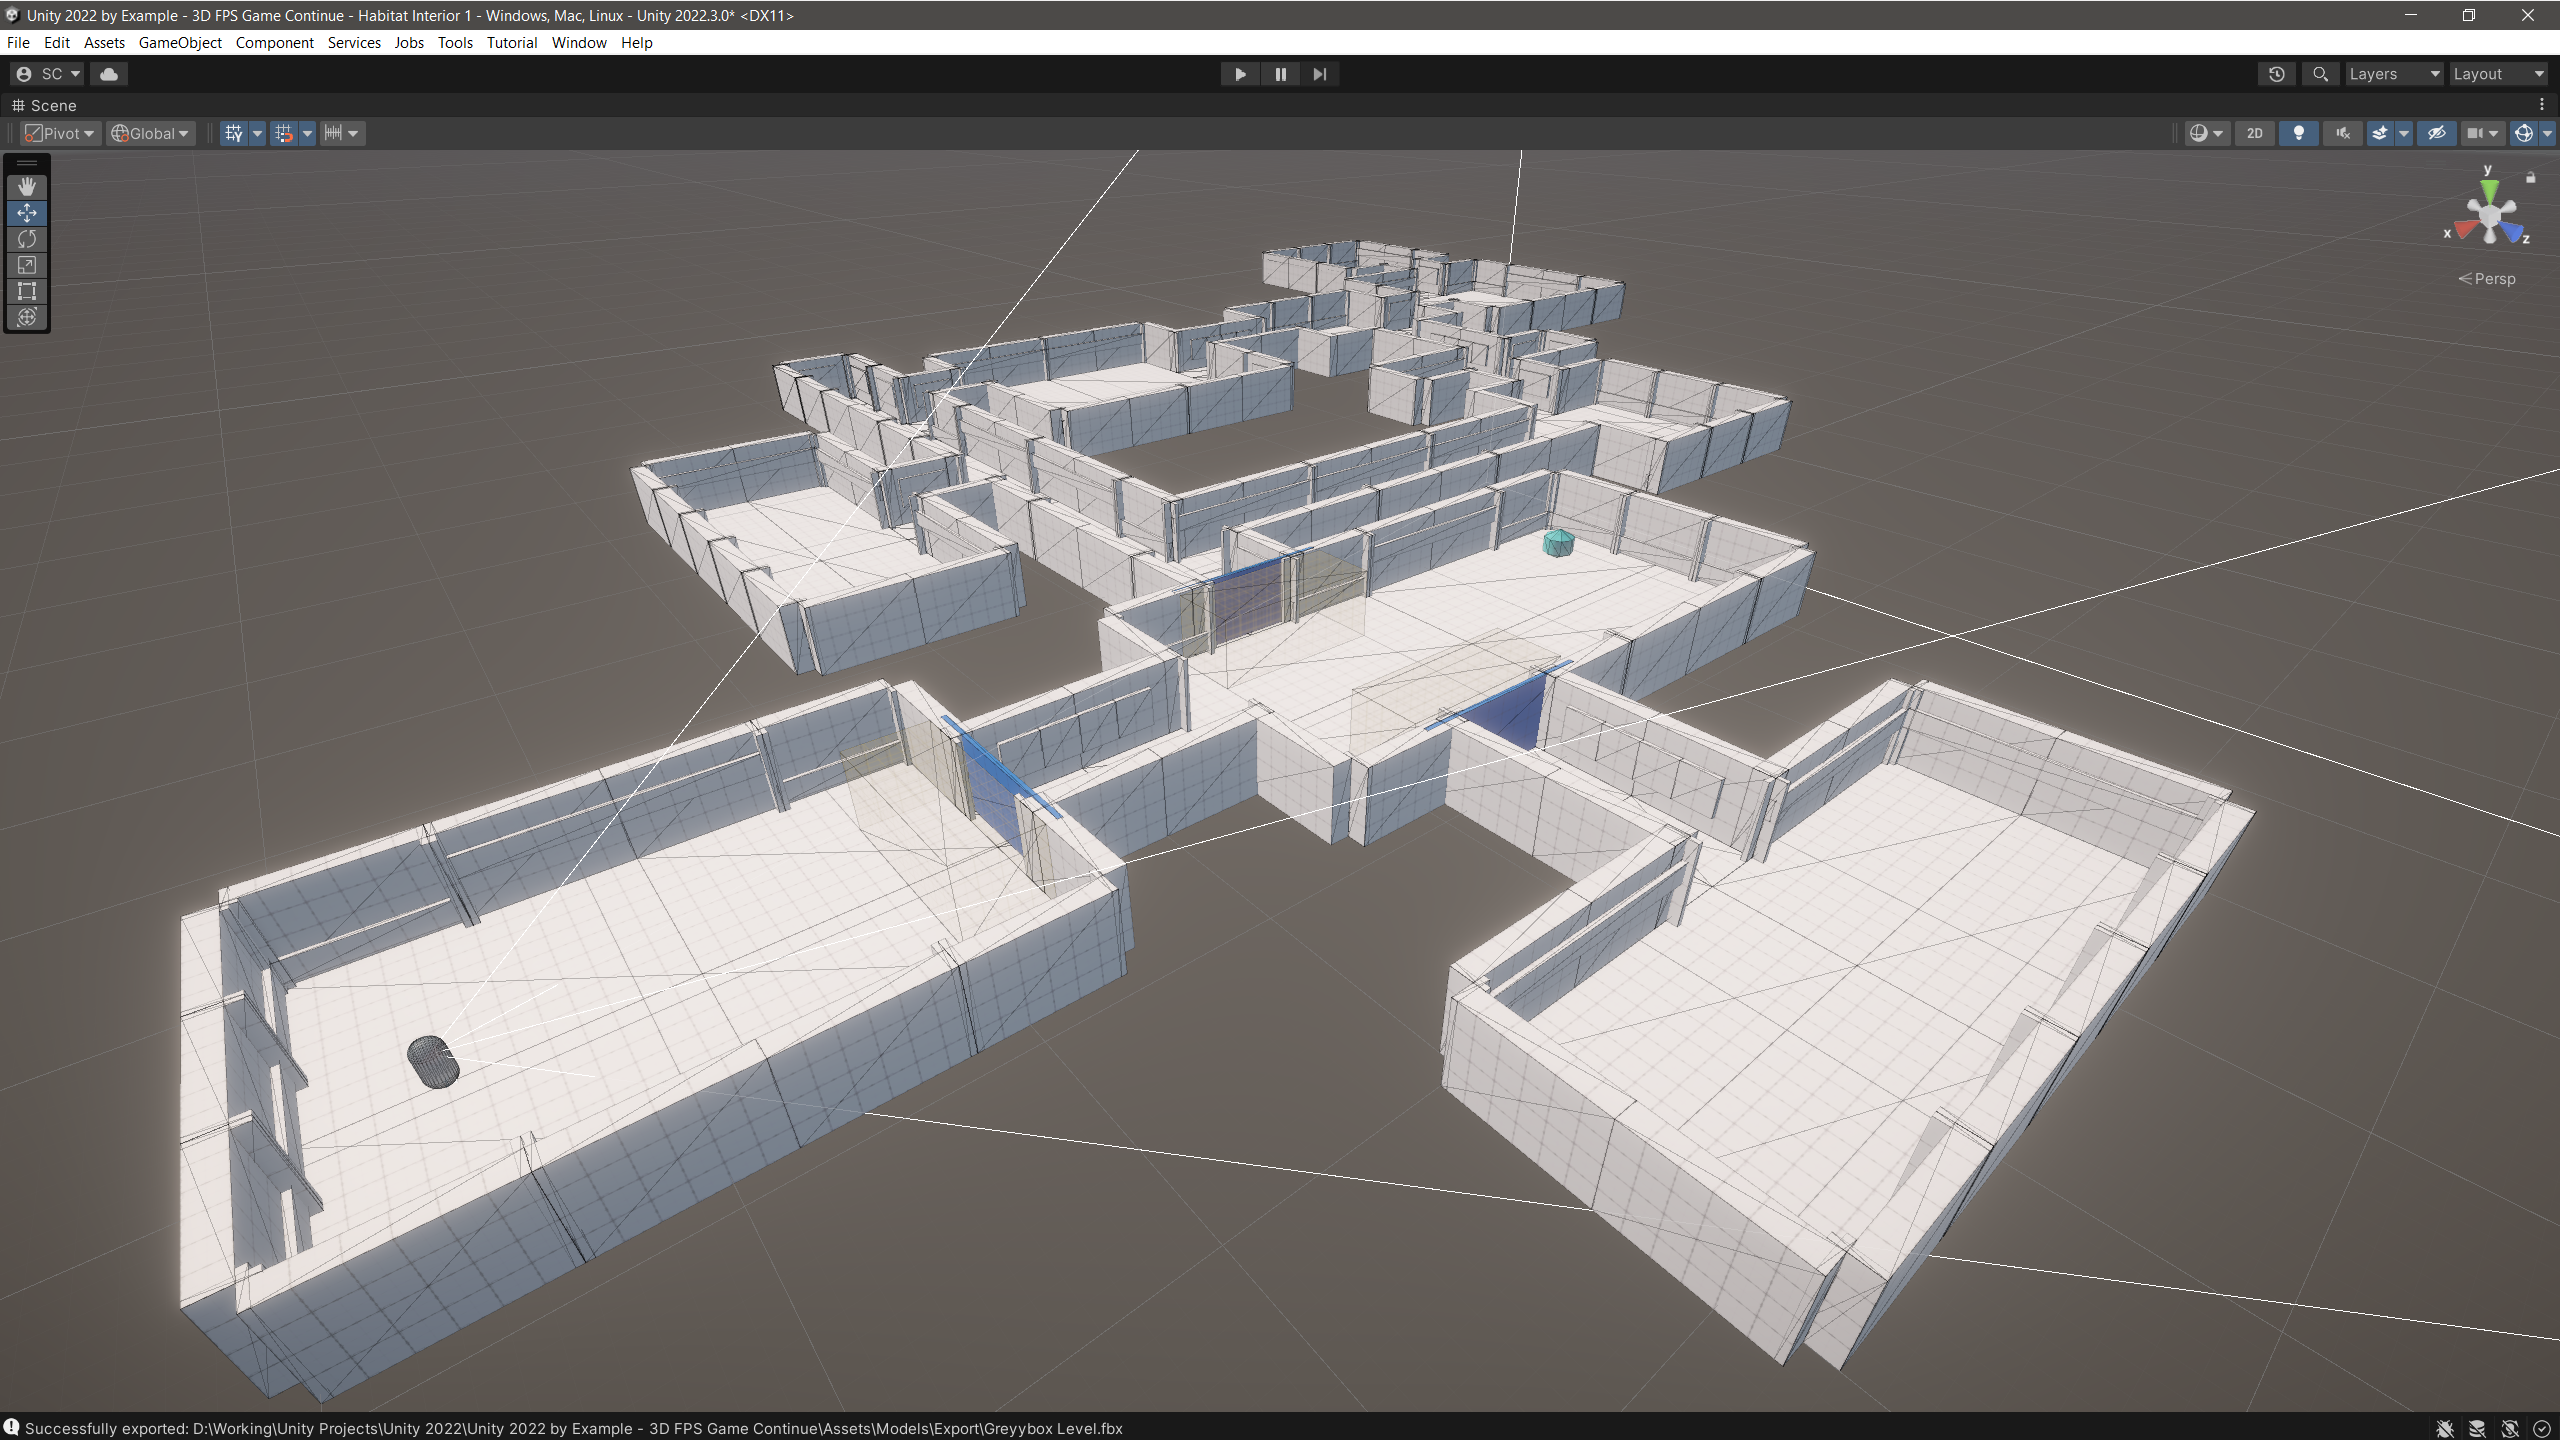 Unity 2022 by Example - 3D FPS Game Continue - Habitat Interior 1 - Windows, Mac, Linux - Unity 2022.3.0* <DX11>
File Edit Assets GameObject Component Services Jobs Tools Tutorial Window Help
SC Layers Layout
Scene
Pivot Global 2D
y
x z
Persp
Successfully exported: D:\Working\Unity Projects\Unity 2022\Unity 2022 by Example - 3D FPS Game Continue\Assets\Models\Export\Greyybox Level.fbx